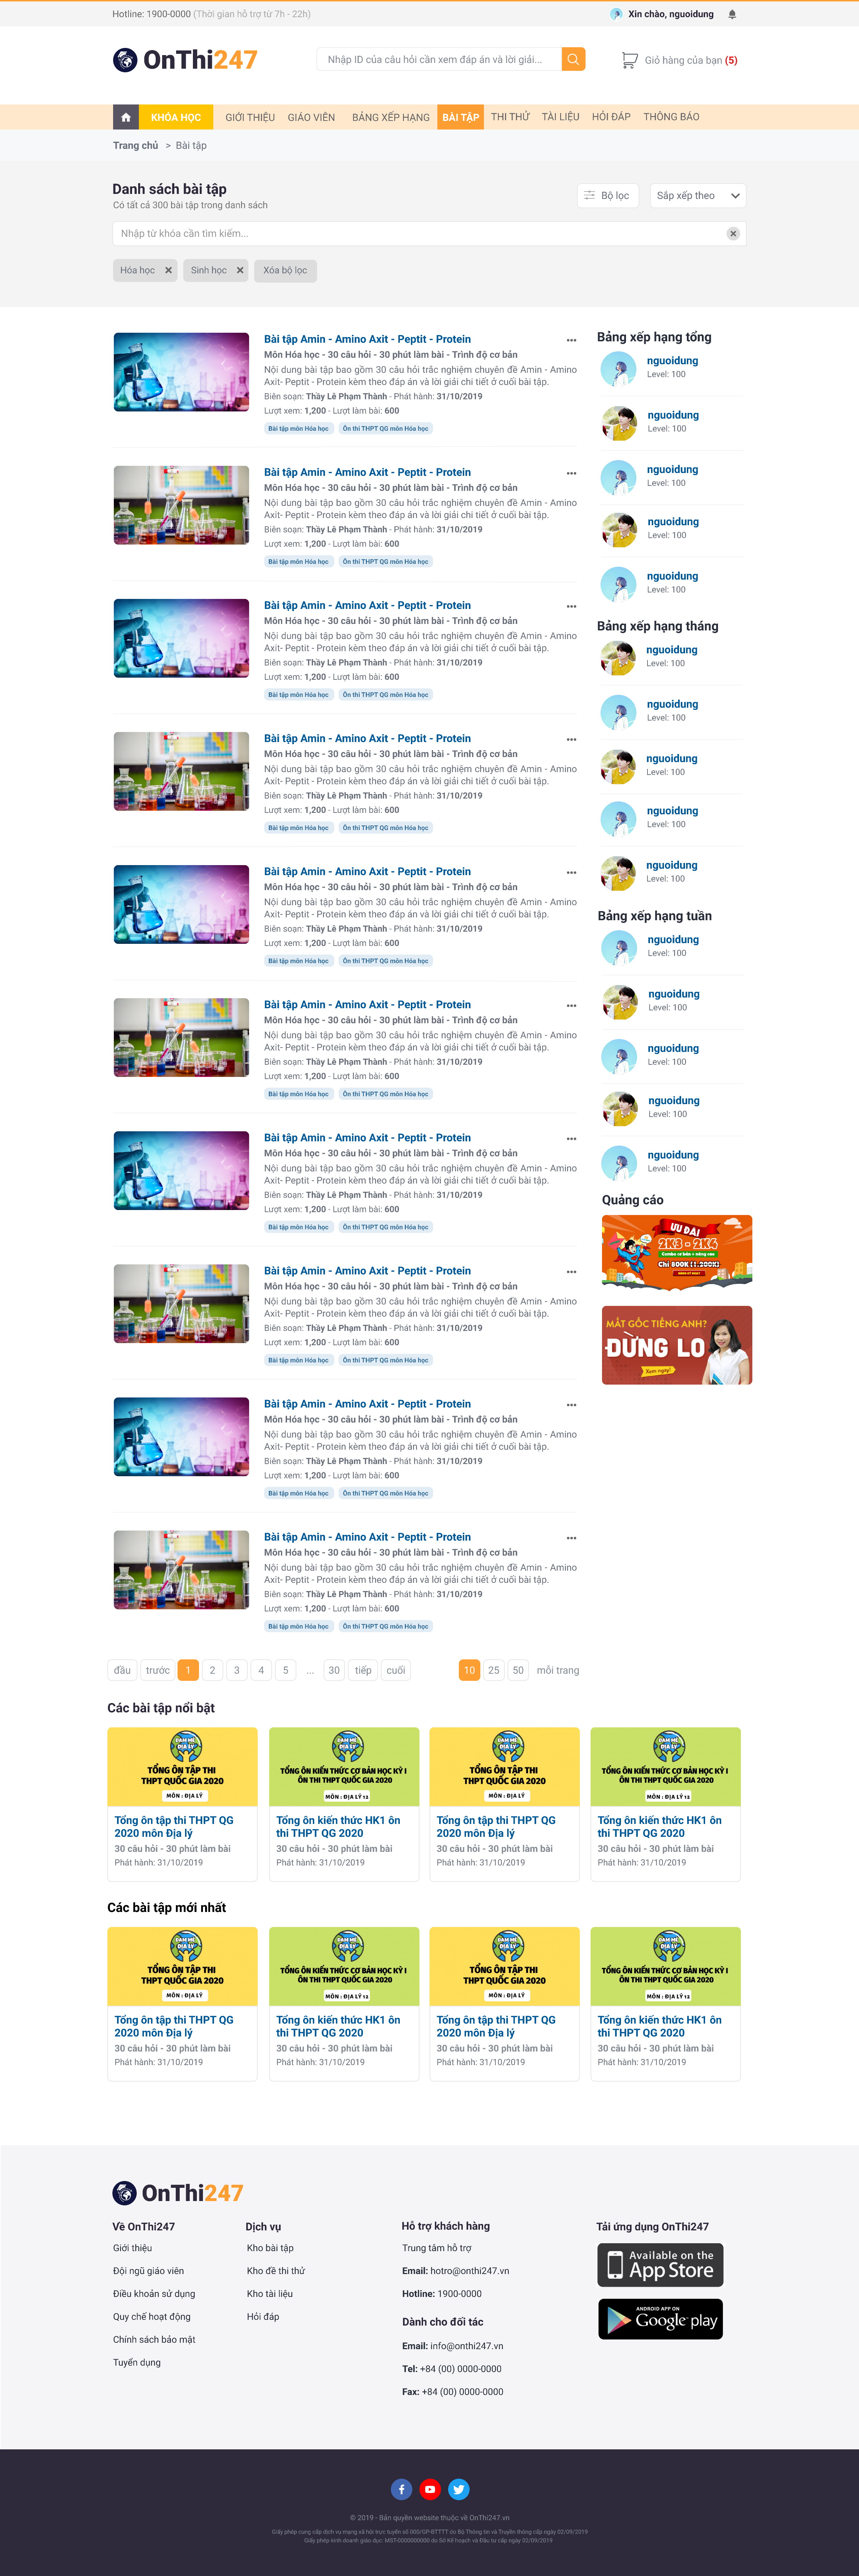 Hotline: 1900-0000 (Thời gian hỗ trợ từ 7h - 22h)
Xin chào, nguoidung
OnThi247
Nhập ID của câu hỏi cần xem đáp án và lời giải...
Giỏ hàng của bạn (5)
KHÓA HỌC
GIỚI THIỆU
GIÁO VIÊN
BẢNG XẾP HẠNG
BÀI TẬP
THI THỬ
TÀI LIỆU
HỎI ĐÁP
THÔNG BÁO
Trang chủ > Bài tập
Danh sách bài tập
Có tất cả 300 bài tập trong danh sách
Bộ lọc
Sắp xếp theo
Nhập từ khóa cần tìm kiếm...
Hóa học
Sinh học
Xóa bộ lọc
Bài tập Amin - Amino Axit - Peptit - Protein
Môn Hóa học - 30 câu hỏi - 30 phút làm bài - Trình độ cơ bản
Nội dung bài tập bao gồm 30 câu hỏi trắc nghiệm chuyên đề Amin - Amino
Axit- Peptit - Protein kèm theo đáp án và lời giải chi tiết ở cuối bài tập.
Biên soạn: Thầy Lê Phạm Thành - Phát hành: 31/10/2019
Lượt xem: 1,200 - Lượt làm bài: 600
Bài tập môn Hóa học
Ôn thi THPT QG môn Hóa học
Bài tập Amin - Amino Axit - Peptit - Protein
Môn Hóa học - 30 câu hỏi - 30 phút làm bài - Trình độ cơ bản
Nội dung bài tập bao gồm 30 câu hỏi trắc nghiệm chuyên đề Amin - Amino
Axit- Peptit - Protein kèm theo đáp án và lời giải chi tiết ở cuối bài tập.
Biên soạn: Thầy Lê Phạm Thành - Phát hành: 31/10/2019
Lượt xem: 1,200 - Lượt làm bài: 600
Bài tập môn Hóa học
Ôn thi THPT QG môn Hóa học
Bài tập Amin - Amino Axit - Peptit - Protein
Môn Hóa học - 30 câu hỏi - 30 phút làm bài - Trình độ cơ bản
Nội dung bài tập bao gồm 30 câu hỏi trắc nghiệm chuyên đề Amin - Amino
Axit- Peptit - Protein kèm theo đáp án và lời giải chi tiết ở cuối bài tập.
Biên soạn: Thầy Lê Phạm Thành - Phát hành: 31/10/2019
Lượt xem: 1,200 - Lượt làm bài: 600
Bài tập môn Hóa học
Ôn thi THPT QG môn Hóa học
Bài tập Amin - Amino Axit - Peptit - Protein
Môn Hóa học - 30 câu hỏi - 30 phút làm bài - Trình độ cơ bản
Nội dung bài tập bao gồm 30 câu hỏi trắc nghiệm chuyên đề Amin - Amino
Axit- Peptit - Protein kèm theo đáp án và lời giải chi tiết ở cuối bài tập.
Biên soạn: Thầy Lê Phạm Thành - Phát hành: 31/10/2019
Lượt xem: 1,200 - Lượt làm bài: 600
Bài tập môn Hóa học
Ôn thi THPT QG môn Hóa học
Bài tập Amin - Amino Axit - Peptit - Protein
Môn Hóa học - 30 câu hỏi - 30 phút làm bài - Trình độ cơ bản
Nội dung bài tập bao gồm 30 câu hỏi trắc nghiệm chuyên đề Amin - Amino
Axit- Peptit - Protein kèm theo đáp án và lời giải chi tiết ở cuối bài tập.
Biên soạn: Thầy Lê Phạm Thành - Phát hành: 31/10/2019
Lượt xem: 1,200 - Lượt làm bài: 600
Bài tập môn Hóa học
Ôn thi THPT QG môn Hóa học
Bài tập Amin - Amino Axit - Peptit - Protein
Môn Hóa học - 30 câu hỏi - 30 phút làm bài - Trình độ cơ bản
Nội dung bài tập bao gồm 30 câu hỏi trắc nghiệm chuyên đề Amin - Amino
Axit- Peptit - Protein kèm theo đáp án và lời giải chi tiết ở cuối bài tập.
Biên soạn: Thầy Lê Phạm Thành - Phát hành: 31/10/2019
Lượt xem: 1,200 - Lượt làm bài: 600
Bài tập môn Hóa học
Ôn thi THPT QG môn Hóa học
Bài tập Amin - Amino Axit - Peptit - Protein
Môn Hóa học - 30 câu hỏi - 30 phút làm bài - Trình độ cơ bản
Nội dung bài tập bao gồm 30 câu hỏi trắc nghiệm chuyên đề Amin - Amino
Axit- Peptit - Protein kèm theo đáp án và lời giải chi tiết ở cuối bài tập.
Biên soạn: Thầy Lê Phạm Thành - Phát hành: 31/10/2019
Lượt xem: 1,200 - Lượt làm bài: 600
Bài tập môn Hóa học
Ôn thi THPT QG môn Hóa học
Bài tập Amin - Amino Axit - Peptit - Protein
Môn Hóa học - 30 câu hỏi - 30 phút làm bài - Trình độ cơ bản
Nội dung bài tập bao gồm 30 câu hỏi trắc nghiệm chuyên đề Amin - Amino
Axit- Peptit - Protein kèm theo đáp án và lời giải chi tiết ở cuối bài tập.
Biên soạn: Thầy Lê Phạm Thành - Phát hành: 31/10/2019
Lượt xem: 1,200 - Lượt làm bài: 600
Bài tập môn Hóa học
Ôn thi THPT QG môn Hóa học
Bài tập Amin - Amino Axit - Peptit - Protein
Môn Hóa học - 30 câu hỏi - 30 phút làm bài - Trình độ cơ bản
Nội dung bài tập bao gồm 30 câu hỏi trắc nghiệm chuyên đề Amin - Amino
Axit- Peptit - Protein kèm theo đáp án và lời giải chi tiết ở cuối bài tập.
Biên soạn: Thầy Lê Phạm Thành - Phát hành: 31/10/2019
Lượt xem: 1,200 - Lượt làm bài: 600
Bài tập môn Hóa học
Ôn thi THPT QG môn Hóa học
Bài tập Amin - Amino Axit - Peptit - Protein
Môn Hóa học - 30 câu hỏi - 30 phút làm bài - Trình độ cơ bản
Nội dung bài tập bao gồm 30 câu hỏi trắc nghiệm chuyên đề Amin - Amino
Axit- Peptit - Protein kèm theo đáp án và lời giải chi tiết ở cuối bài tập.
Biên soạn: Thầy Lê Phạm Thành - Phát hành: 31/10/2019
Lượt xem: 1,200 - Lượt làm bài: 600
Bài tập môn Hóa học
Ôn thi THPT QG môn Hóa học
Bảng xếp hạng tổng
nguoidung
Level: 100
nguoidung
Level: 100
nguoidung
Level: 100
nguoidung
Level: 100
nguoidung
Level: 100
Bảng xếp hạng tháng
nguoidung
Level: 100
nguoidung
Level: 100
nguoidung
Level: 100
nguoidung
Level: 100
nguoidung
Level: 100
Bảng xếp hạng tuần
nguoidung
Level: 100
nguoidung
Level: 100
nguoidung
Level: 100
nguoidung
Level: 100
nguoidung
Level: 100
Quảng cáo
ƯU ĐÃI
2K3 - 2K4
Combo cơ bản + nâng cao
Chỉ 800K (1.200K)
MẤT GỐC TIẾNG ANH?
ĐỪNG LO
Xem ngay!
đầu trước 1 2 3 4 5 ... 30 tiếp cuối
10 25 50 mỗi trang
Các bài tập nổi bật
ĐAM MÊ
ĐỊA LÝ
TỔNG ÔN TẬP THI
THPT QUỐC GIA 2020
MÔN : ĐỊA LÝ
Tổng ôn tập thi THPT QG
2020 môn Địa lý
30 câu hỏi - 30 phút làm bài
Phát hành: 31/10/2019
ĐAM MÊ
ĐỊA LÝ
TỔNG ÔN KIẾN THỨC CƠ BẢN HỌC KỲ I
ÔN THI THPT QUỐC GIA 2020
MÔN : ĐỊA LÝ 12
Tổng ôn kiến thức HK1 ôn
thi THPT QG 2020
30 câu hỏi - 30 phút làm bài
Phát hành: 31/10/2019
ĐAM MÊ
ĐỊA LÝ
TỔNG ÔN TẬP THI
THPT QUỐC GIA 2020
MÔN : ĐỊA LÝ
Tổng ôn tập thi THPT QG
2020 môn Địa lý
30 câu hỏi - 30 phút làm bài
Phát hành: 31/10/2019
ĐAM MÊ
ĐỊA LÝ
TỔNG ÔN KIẾN THỨC CƠ BẢN HỌC KỲ I
ÔN THI THPT QUỐC GIA 2020
MÔN : ĐỊA LÝ 12
Tổng ôn kiến thức HK1 ôn
thi THPT QG 2020
30 câu hỏi - 30 phút làm bài
Phát hành: 31/10/2019
Các bài tập mới nhất
ĐAM MÊ
ĐỊA LÝ
TỔNG ÔN TẬP THI
THPT QUỐC GIA 2020
MÔN : ĐỊA LÝ
Tổng ôn tập thi THPT QG
2020 môn Địa lý
30 câu hỏi - 30 phút làm bài
Phát hành: 31/10/2019
ĐAM MÊ
ĐỊA LÝ
TỔNG ÔN KIẾN THỨC CƠ BẢN HỌC KỲ I
ÔN THI THPT QUỐC GIA 2020
MÔN : ĐỊA LÝ 12
Tổng ôn kiến thức HK1 ôn
thi THPT QG 2020
30 câu hỏi - 30 phút làm bài
Phát hành: 31/10/2019
ĐAM MÊ
ĐỊA LÝ
TỔNG ÔN TẬP THI
THPT QUỐC GIA 2020
MÔN : ĐỊA LÝ
Tổng ôn tập thi THPT QG
2020 môn Địa lý
30 câu hỏi - 30 phút làm bài
Phát hành: 31/10/2019
ĐAM MÊ
ĐỊA LÝ
TỔNG ÔN KIẾN THỨC CƠ BẢN HỌC KỲ I
ÔN THI THPT QUỐC GIA 2020
MÔN : ĐỊA LÝ 12
Tổng ôn kiến thức HK1 ôn
thi THPT QG 2020
30 câu hỏi - 30 phút làm bài
Phát hành: 31/10/2019
OnThi247
Về OnThi247
Giới thiệu
Đội ngũ giáo viên
Điều khoản sử dụng
Quy chế hoạt động
Chính sách bảo mật
Tuyển dụng
Dịch vụ
Kho bài tập
Kho đề thi thử
Kho tài liệu
Hỏi đáp
Hỗ trợ khách hàng
Trung tâm hỗ trợ
Email: hotro@onthi247.vn
Hotline: 1900-0000
Dành cho đối tác
Email: info@onthi247.vn
Tel: +84 (00) 0000-0000
Fax: +84 (00) 0000-0000
Tải ứng dụng OnThi247
Available on the
App Store
ANDROID APP ON
Google play
© 2019 - Bản quyền website thuộc về OnThi247.vn
Giấy phép cung cấp dịch vụ mạng xã hội trực tuyến số 000/GP-BTTTT do Bộ Thông tin và Truyền thông cấp ngày 02/09/2019
Giấy phép kinh doanh giáo dục: MST-0000000000 do Sở Kế hoạch và Đầu tư cấp ngày 02/09/2019